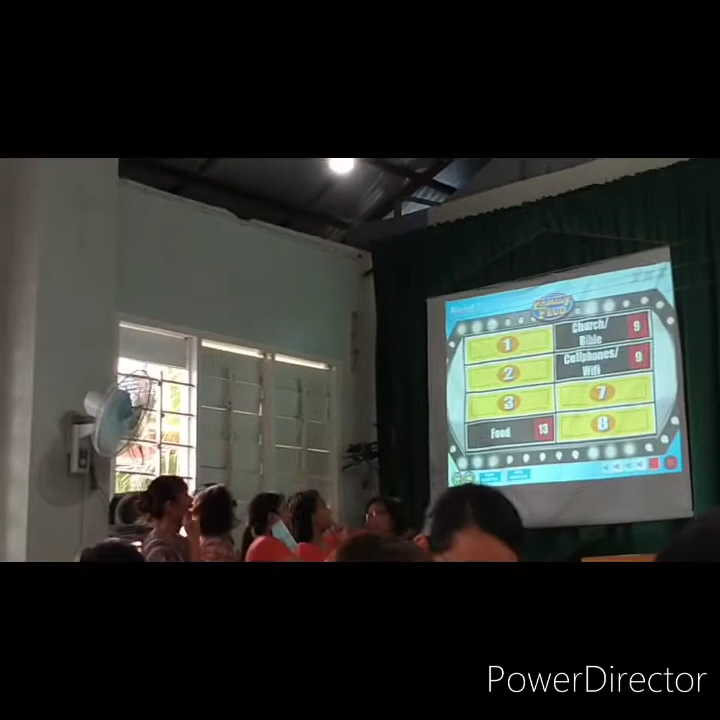 Family
Feud
1
2
3
Food 13
Church/
Bible 9
Cellphones/
Wifi 9
7
8
PowerDirector